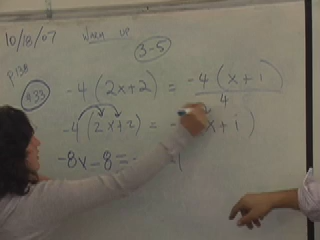 10/18/07 WARM UP
3-5
P138
#33 -4(2x+2) = -4(x+1)
4
-4(2x+2) = - x+1)
-8x-8 = -